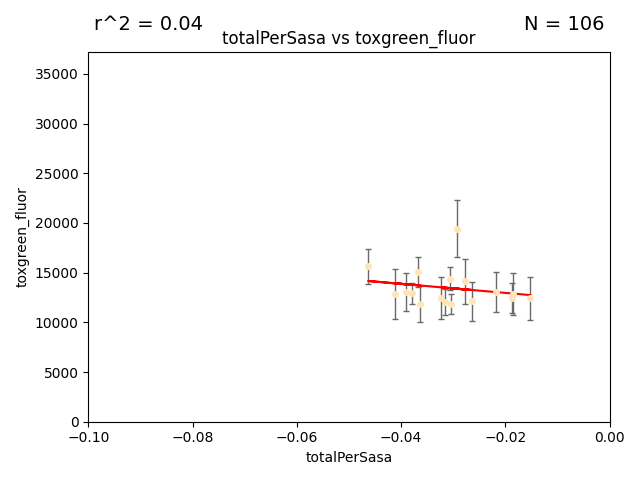 r^2 = 0.04
N = 106
totalPerSasa vs toxgreen_fluor
toxgreen_fluor
35000
30000
25000
20000
15000
10000
5000
0
−0.10
−0.08
−0.06
−0.04
−0.02
0.00
totalPerSasa